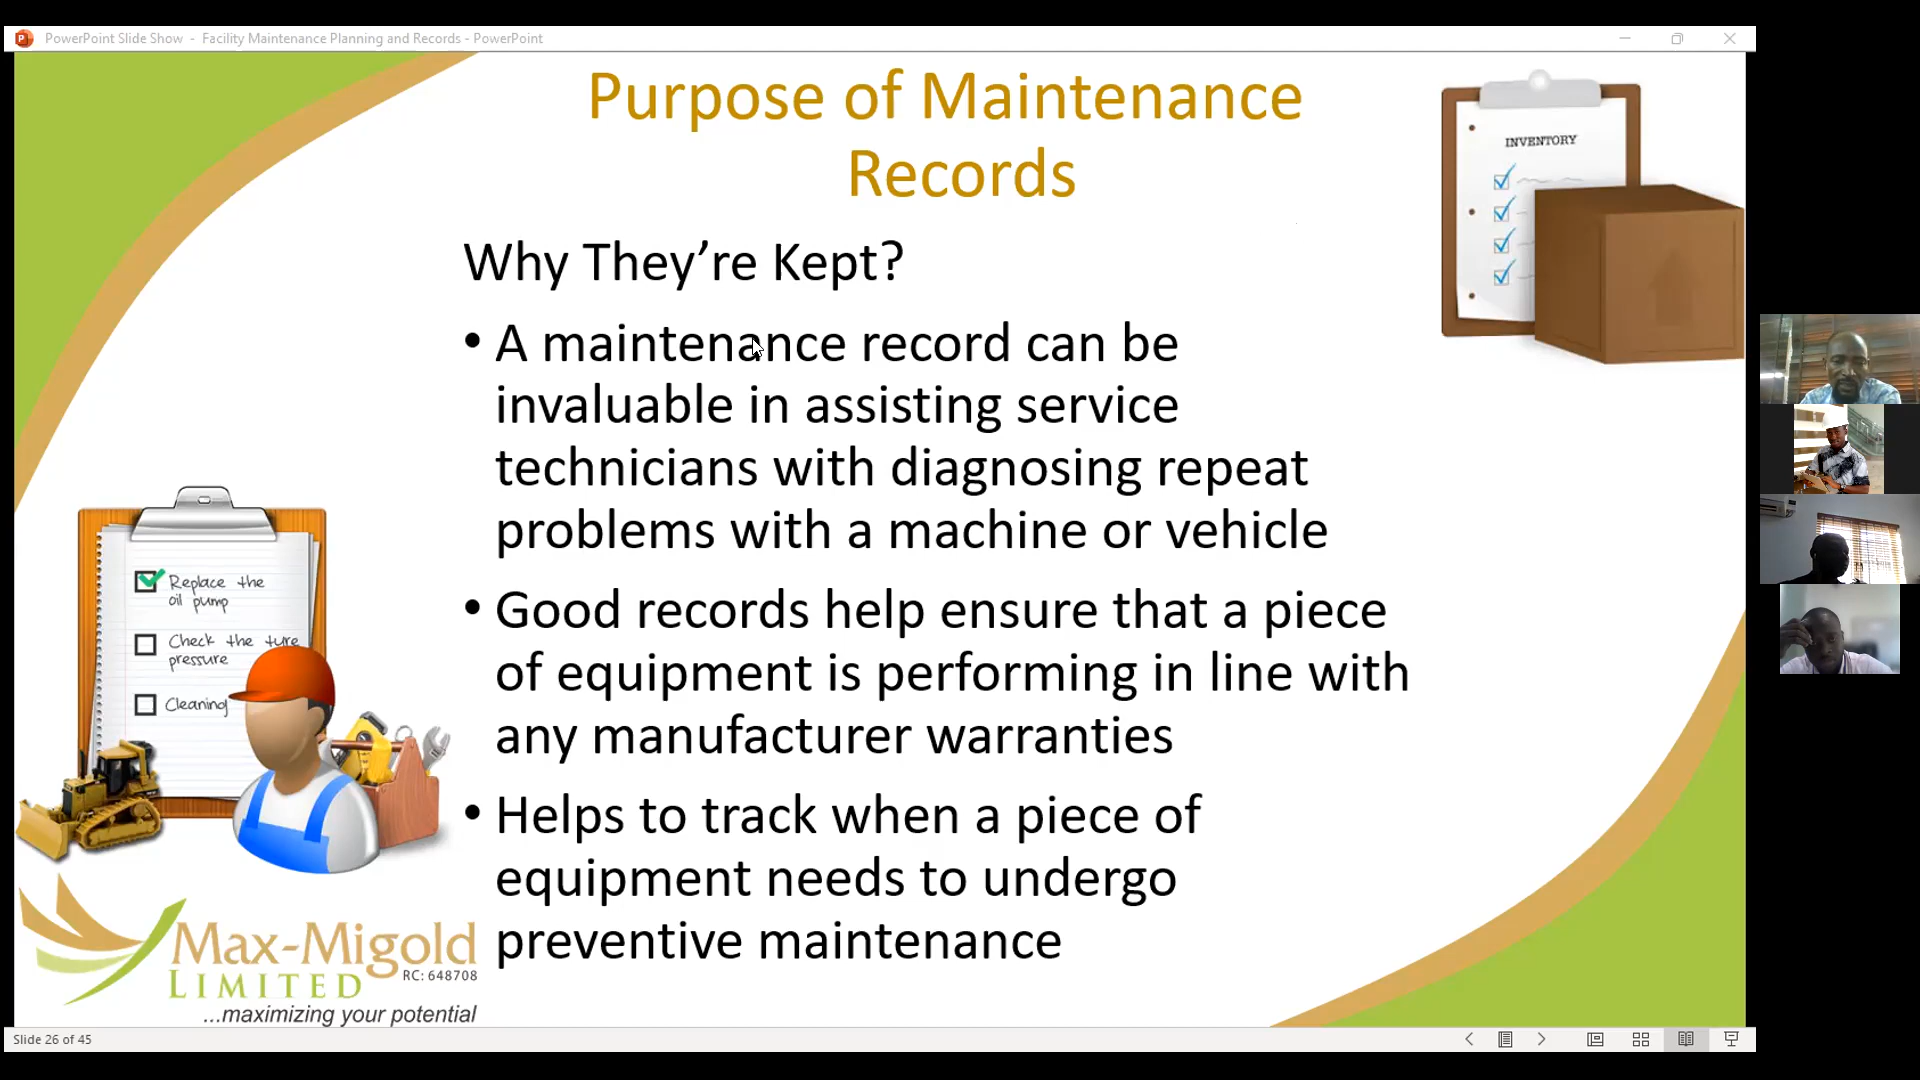 PowerPoint Slide Show - Facility Maintenance Planning and Records - PowerPoint
Purpose of Maintenance
Records
INVENTORY
Why They’re Kept?
• A maintenance record can be
invaluable in assisting service
technicians with diagnosing repeat
problems with a machine or vehicle
• Good records help ensure that a piece
of equipment is performing in line with
any manufacturer warranties
• Helps to track when a piece of
equipment needs to undergo
preventive maintenance
Replace the
oil pump
Check the tyre
pressure
Cleaning
Max-Migold
LIMITED
RC: 648708
...maximizing your potential
Slide 26 of 45